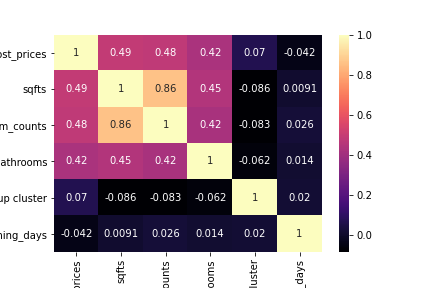 ost_prices 1 0.49 0.48 0.42 0.07 -0.042
sqfts 0.49 1 0.86 0.45 -0.086 0.0091
m_counts 0.48 0.86 1 0.42 -0.083 0.026
athrooms 0.42 0.45 0.42 1 -0.062 0.014
up cluster 0.07 -0.086 -0.083 -0.062 1 0.02
ning_days -0.042 0.0091 0.026 0.014 0.02 1
prices
sqfts
ounts
ooms
luster
_days
1.0
0.8
0.6
0.4
0.2
0.0